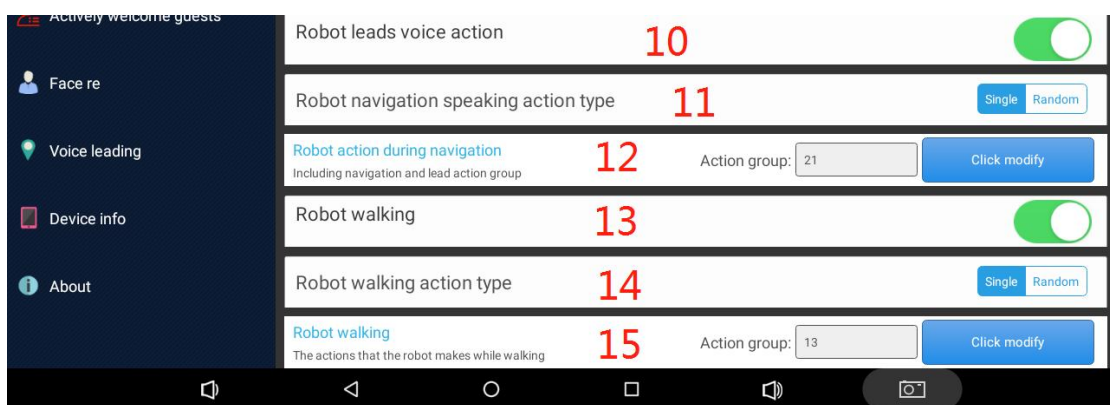 Actively welcome guests
Face re
Voice leading
Device info
About
Robot leads voice action 10
Robot navigation speaking action type 11 Single Random
Robot action during navigation 12 Action group: 21 Click modify
Including navigation and lead action group
Robot walking 13
Robot walking action type 14 Single Random
Robot walking 15 Action group: 13 Click modify
The actions that the robot makes while walking